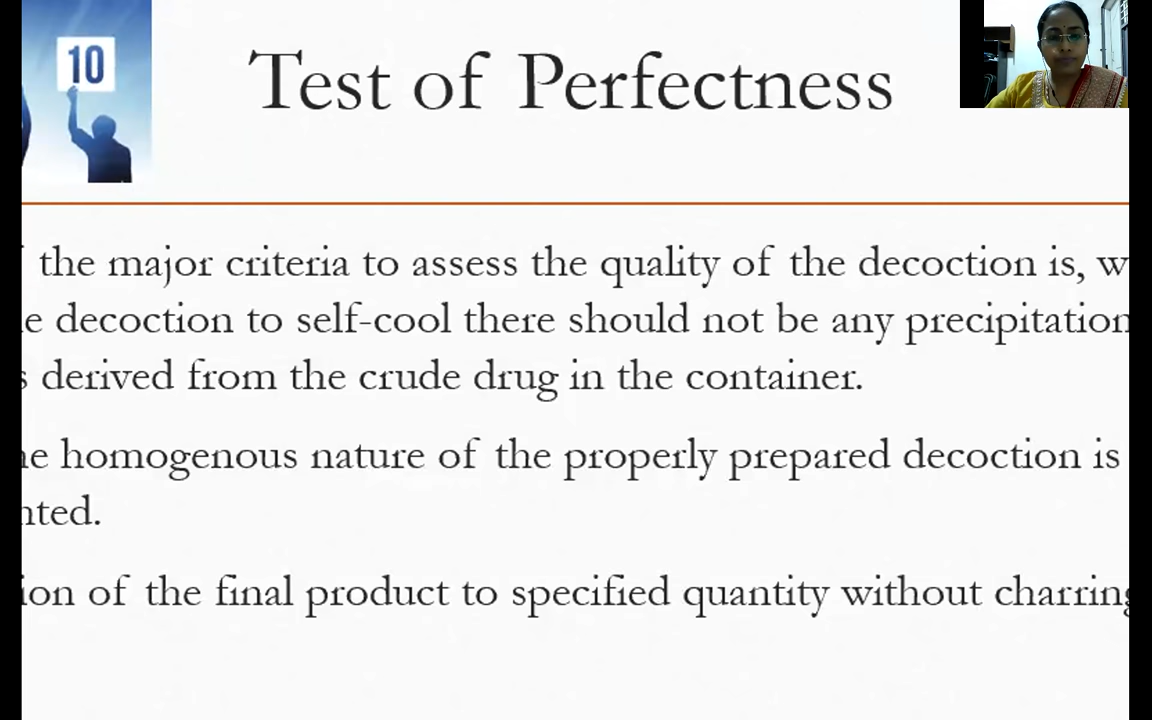 10
Test of Perfectness
the major criteria to assess the quality of the decoction is,
decoction to self-cool there should not be any precipitation
derived from the crude drug in the container.
homogenous nature of the properly prepared decoction is
of the final product to specified quantity without charring